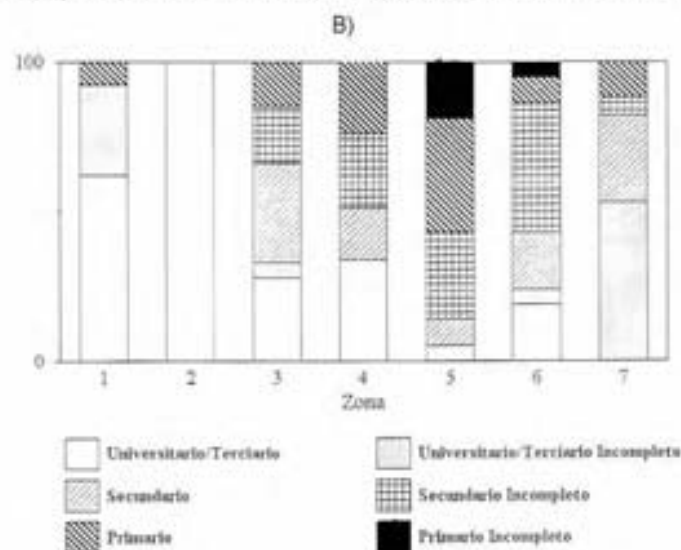 B)
100
0
1 2 3 4 5 6 7
Zona
Universitario/Terciario
Universitario/Terciario Incompleto
Secundario
Secundario Incompleto
Primario
Primario Incompleto